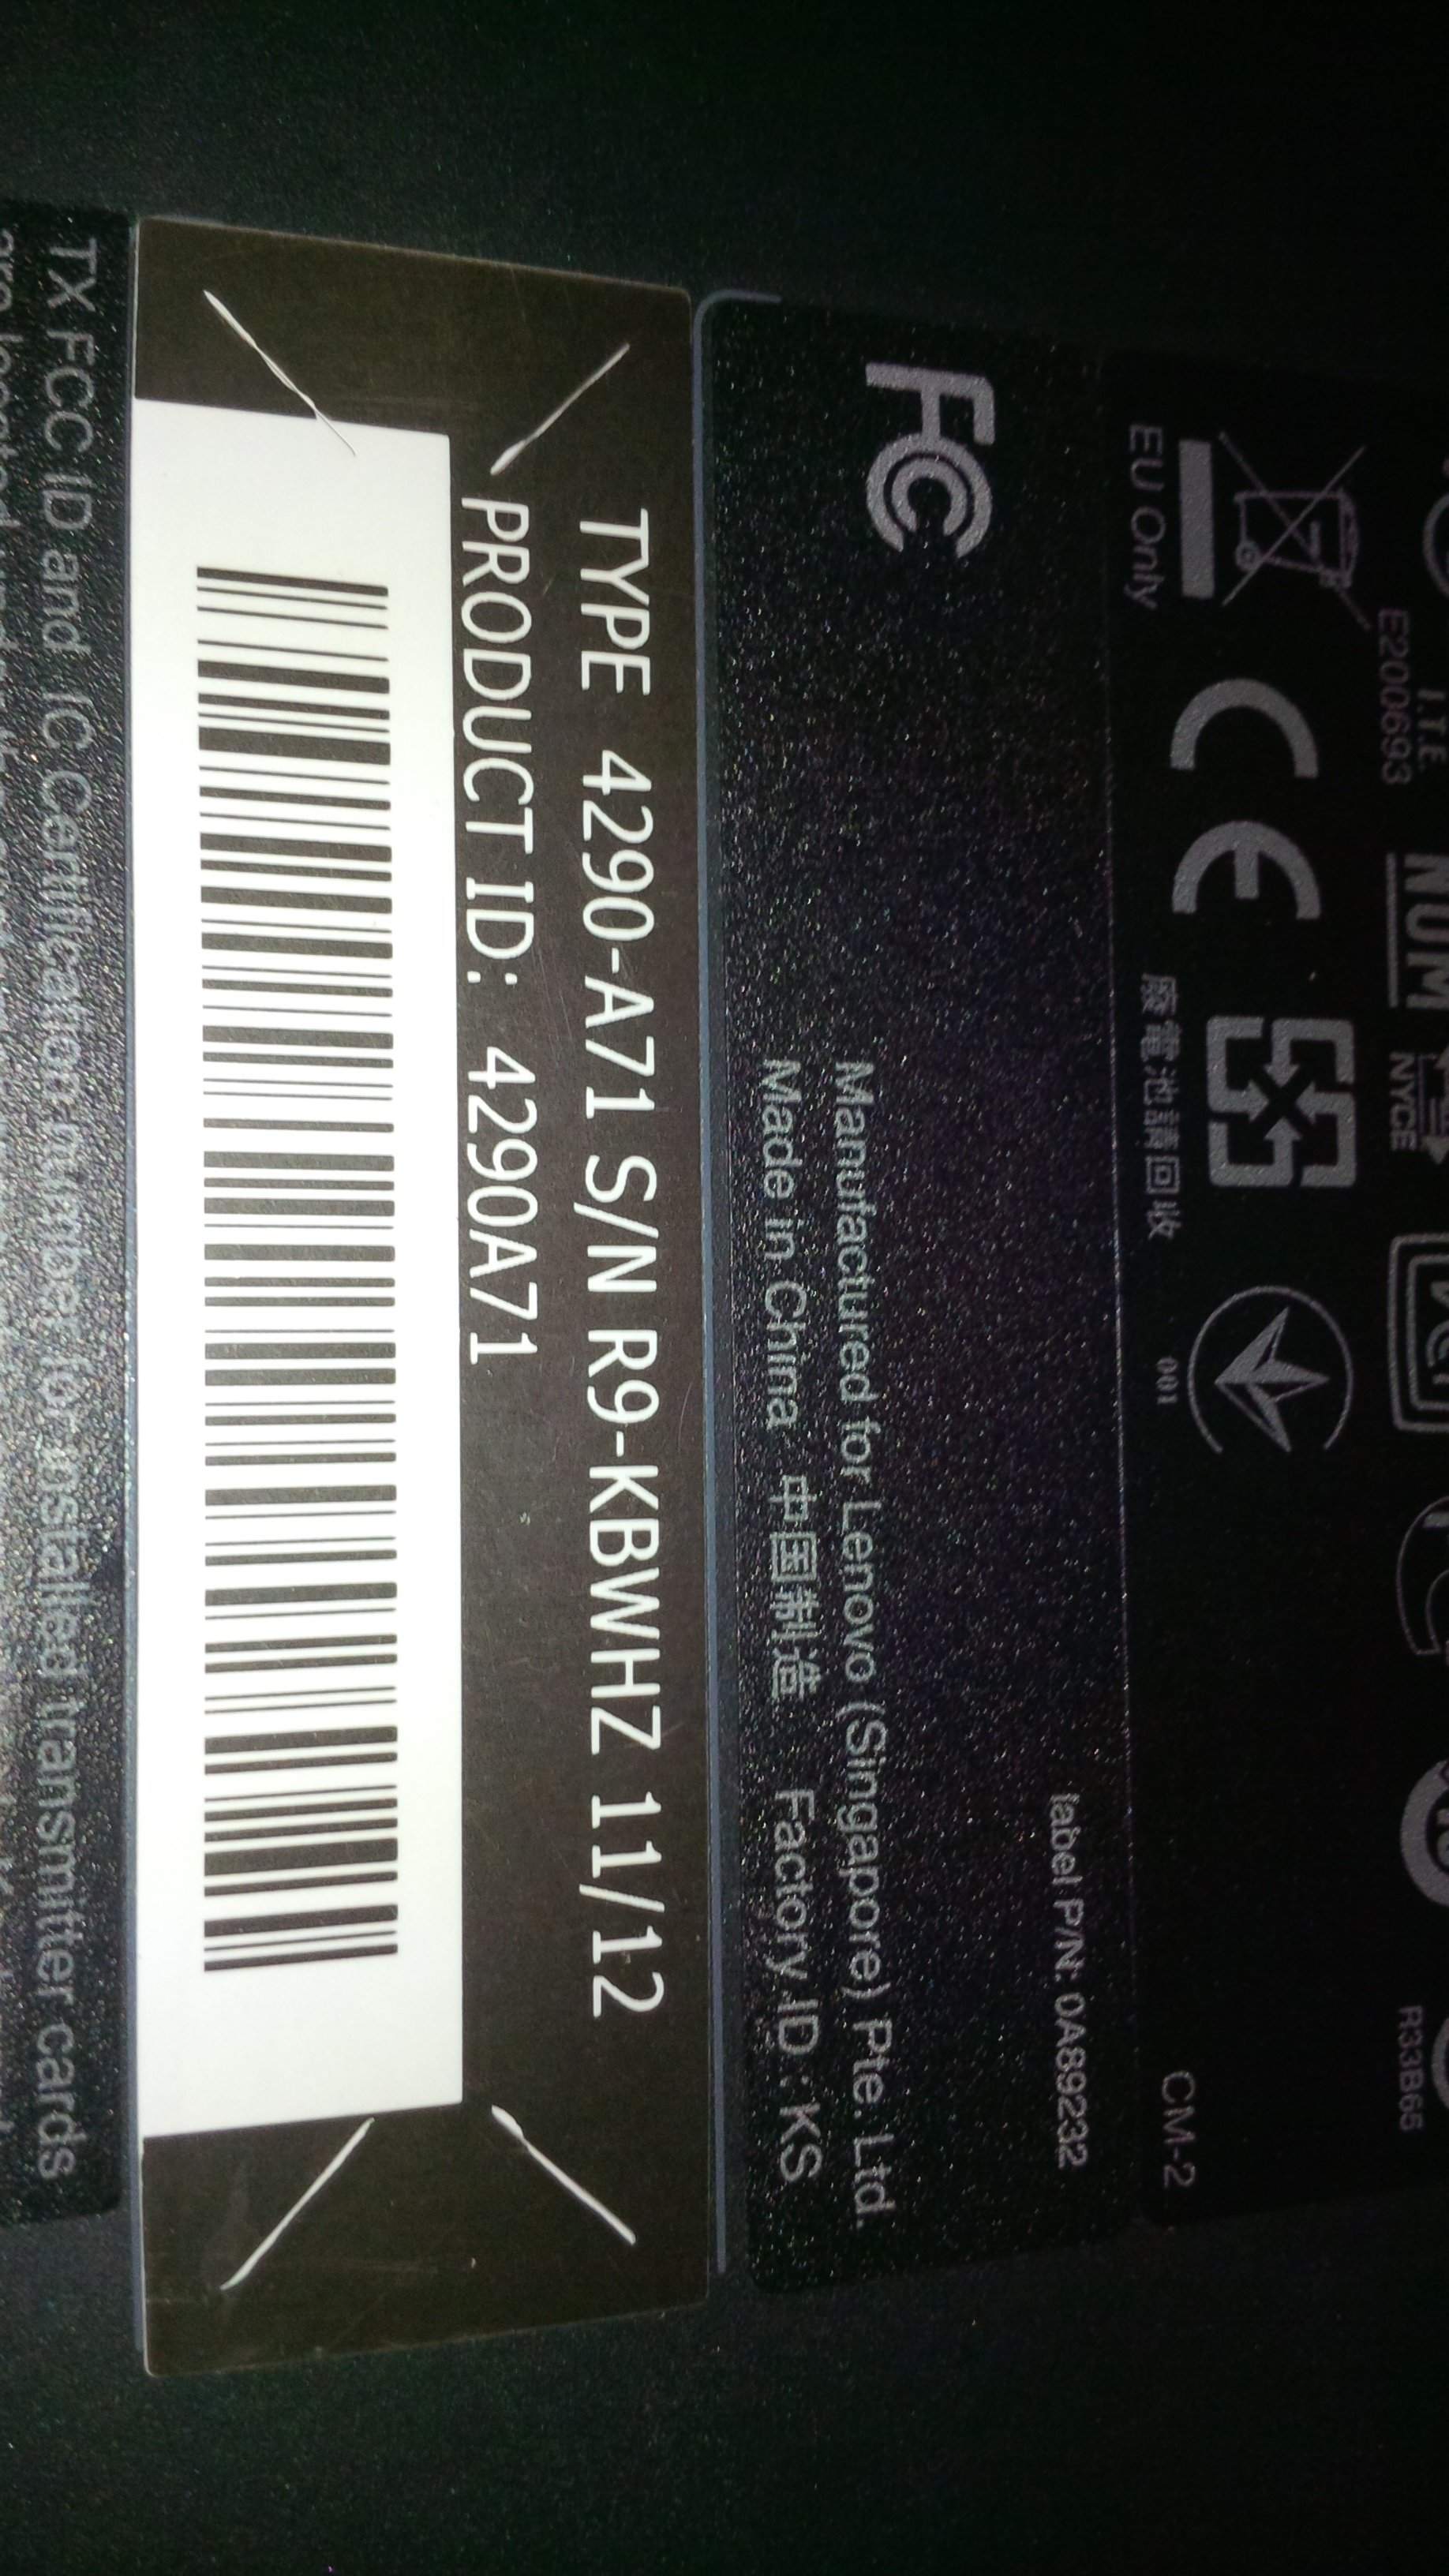 E200693
I.T.E
NOM
NYCE
R33B65
EU Only
CE
廢電池請回收
001
CM-2
label P/N: 0A89232
FC
Manufactured for Lenovo (Singapore) Pte. Ltd.
Made in China 中国制造 Factory ID: KS
TYPE 4290-A71 S/N R9-KBWHZ 11/12
PRODUCT ID: 4290A71
TX FCC ID and IC Certification number for installed transmitter cards